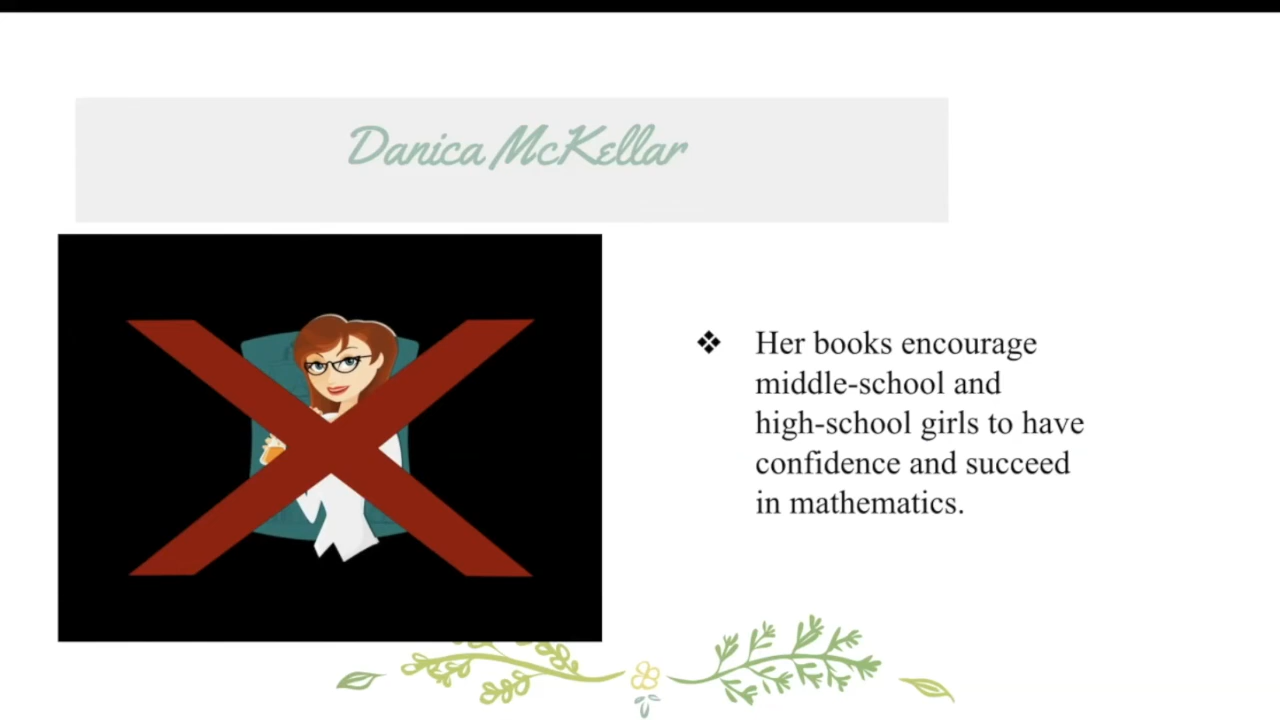 Danica McKellar
❖ Her books encourage
middle-school and
high-school girls to have
confidence and succeed
in mathematics.